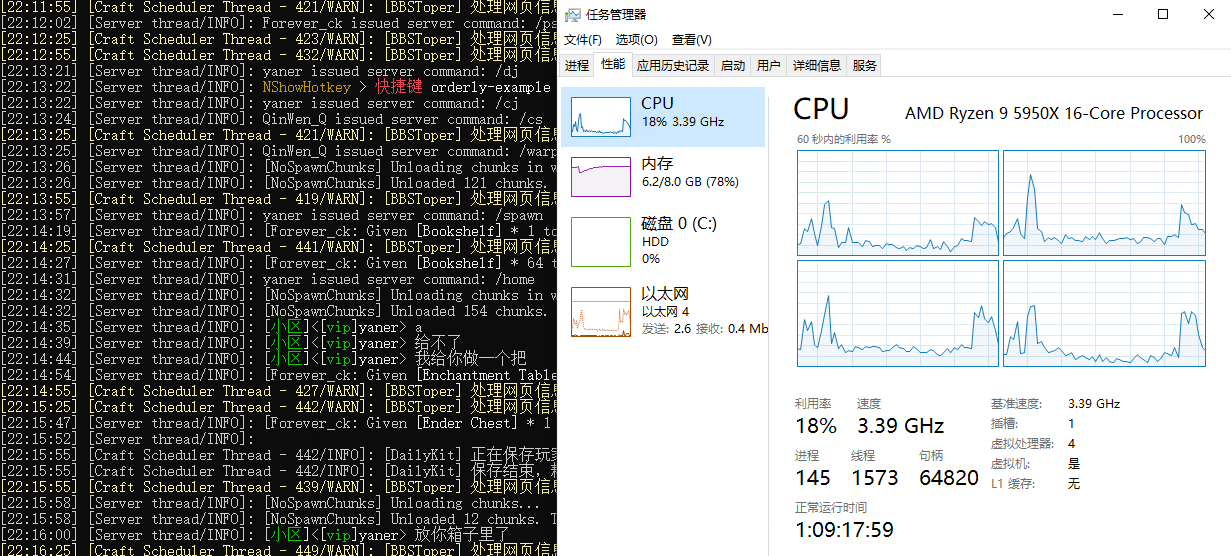 [22:11:55] [Craft Scheduler Thread - 421/WARN]: [BBSToper] 处理网页信息
[22:12:02] [Server thread/INFO]: Forever_ck issued server command: /ps
[22:12:25] [Craft Scheduler Thread - 423/WARN]: [BBSToper] 处理网页信息
[22:12:55] [Craft Scheduler Thread - 432/WARN]: [BBSToper] 处理网页信息
[22:13:21] [Server thread/INFO]: yaner issued server command: /dj
[22:13:22] [Server thread/INFO]: NShowHotkey > 快捷键 orderly-example
[22:13:22] [Server thread/INFO]: yaner issued server command: /cj
[22:13:24] [Server thread/INFO]: QinWen_Q issued server command: /cs
[22:13:25] [Craft Scheduler Thread - 421/WARN]: [BBSToper] 处理网页信息
[22:13:25] [Server thread/INFO]: QinWen_Q issued server command: /warp
[22:13:26] [Server thread/INFO]: [NoSpawnChunks] Unloading chunks in w
[22:13:26] [Server thread/INFO]: [NoSpawnChunks] Unloaded 121 chunks.
[22:13:55] [Craft Scheduler Thread - 419/WARN]: [BBSToper] 处理网页信息
[22:13:57] [Server thread/INFO]: yaner issued server command: /spawn
[22:14:19] [Server thread/INFO]: [Forever_ck: Given [Bookshelf] * 1 to
[22:14:25] [Craft Scheduler Thread - 441/WARN]: [BBSToper] 处理网页信息
[22:14:27] [Server thread/INFO]: [Forever_ck: Given [Bookshelf] * 64 t
[22:14:31] [Server thread/INFO]: yaner issued server command: /home
[22:14:32] [Server thread/INFO]: [NoSpawnChunks] Unloading chunks in w
[22:14:32] [Server thread/INFO]: [NoSpawnChunks] Unloaded 154 chunks.
[22:14:35] [Server thread/INFO]: [小区]<[vip]yaner> a
[22:14:39] [Server thread/INFO]: [小区]<[vip]yaner> 给不了
[22:14:44] [Server thread/INFO]: [小区]<[vip]yaner> 我给你做一个把
[22:14:54] [Server thread/INFO]: [Forever_ck: Given [Enchantment Table
[22:14:55] [Craft Scheduler Thread - 427/WARN]: [BBSToper] 处理网页信息
[22:15:25] [Craft Scheduler Thread - 442/WARN]: [BBSToper] 处理网页信息
[22:15:47] [Server thread/INFO]: [Forever_ck: Given [Ender Chest] * 1
[22:15:52] [Server thread/INFO]:
[22:15:55] [Craft Scheduler Thread - 442/INFO]: [DailyKit] 正在保存玩家
[22:15:55] [Craft Scheduler Thread - 442/INFO]: [DailyKit] 保存结束,
[22:15:55] [Craft Scheduler Thread - 439/WARN]: [BBSToper] 处理网页信息
[22:15:58] [Server thread/INFO]: [NoSpawnChunks] Unloading chunks...
[22:15:58] [Server thread/INFO]: [NoSpawnChunks] Unloaded 12 chunks. T
[22:16:00] [Server thread/INFO]: [小区]<[vip]yaner> 放你箱子里了
[22:16:25] [Craft Scheduler Thread - 449/WARN]: [BBSToper] 处理网页信息
任务管理器
文件(F) 选项(O) 查看(V)
进程 性能 应用历史记录 启动 用户 详细信息 服务
CPU
18% 3.39 GHz
内存
6.2/8.0 GB (78%)
磁盘 0 (C:)
HDD
0%
以太网
以太网 4
发送: 2.6 接收: 0.4 Mb
CPU AMD Ryzen 9 5950X 16-Core Processor
60 秒内的利用率 % 100%
利用率 速度
18% 3.39 GHz
进程 线程 句柄
145 1573 64820
正常运行时间
1:09:17:59
基准速度: 3.39 GHz
插槽: 1
虚拟处理器: 4
虚拟机: 是
L1 缓存: 无